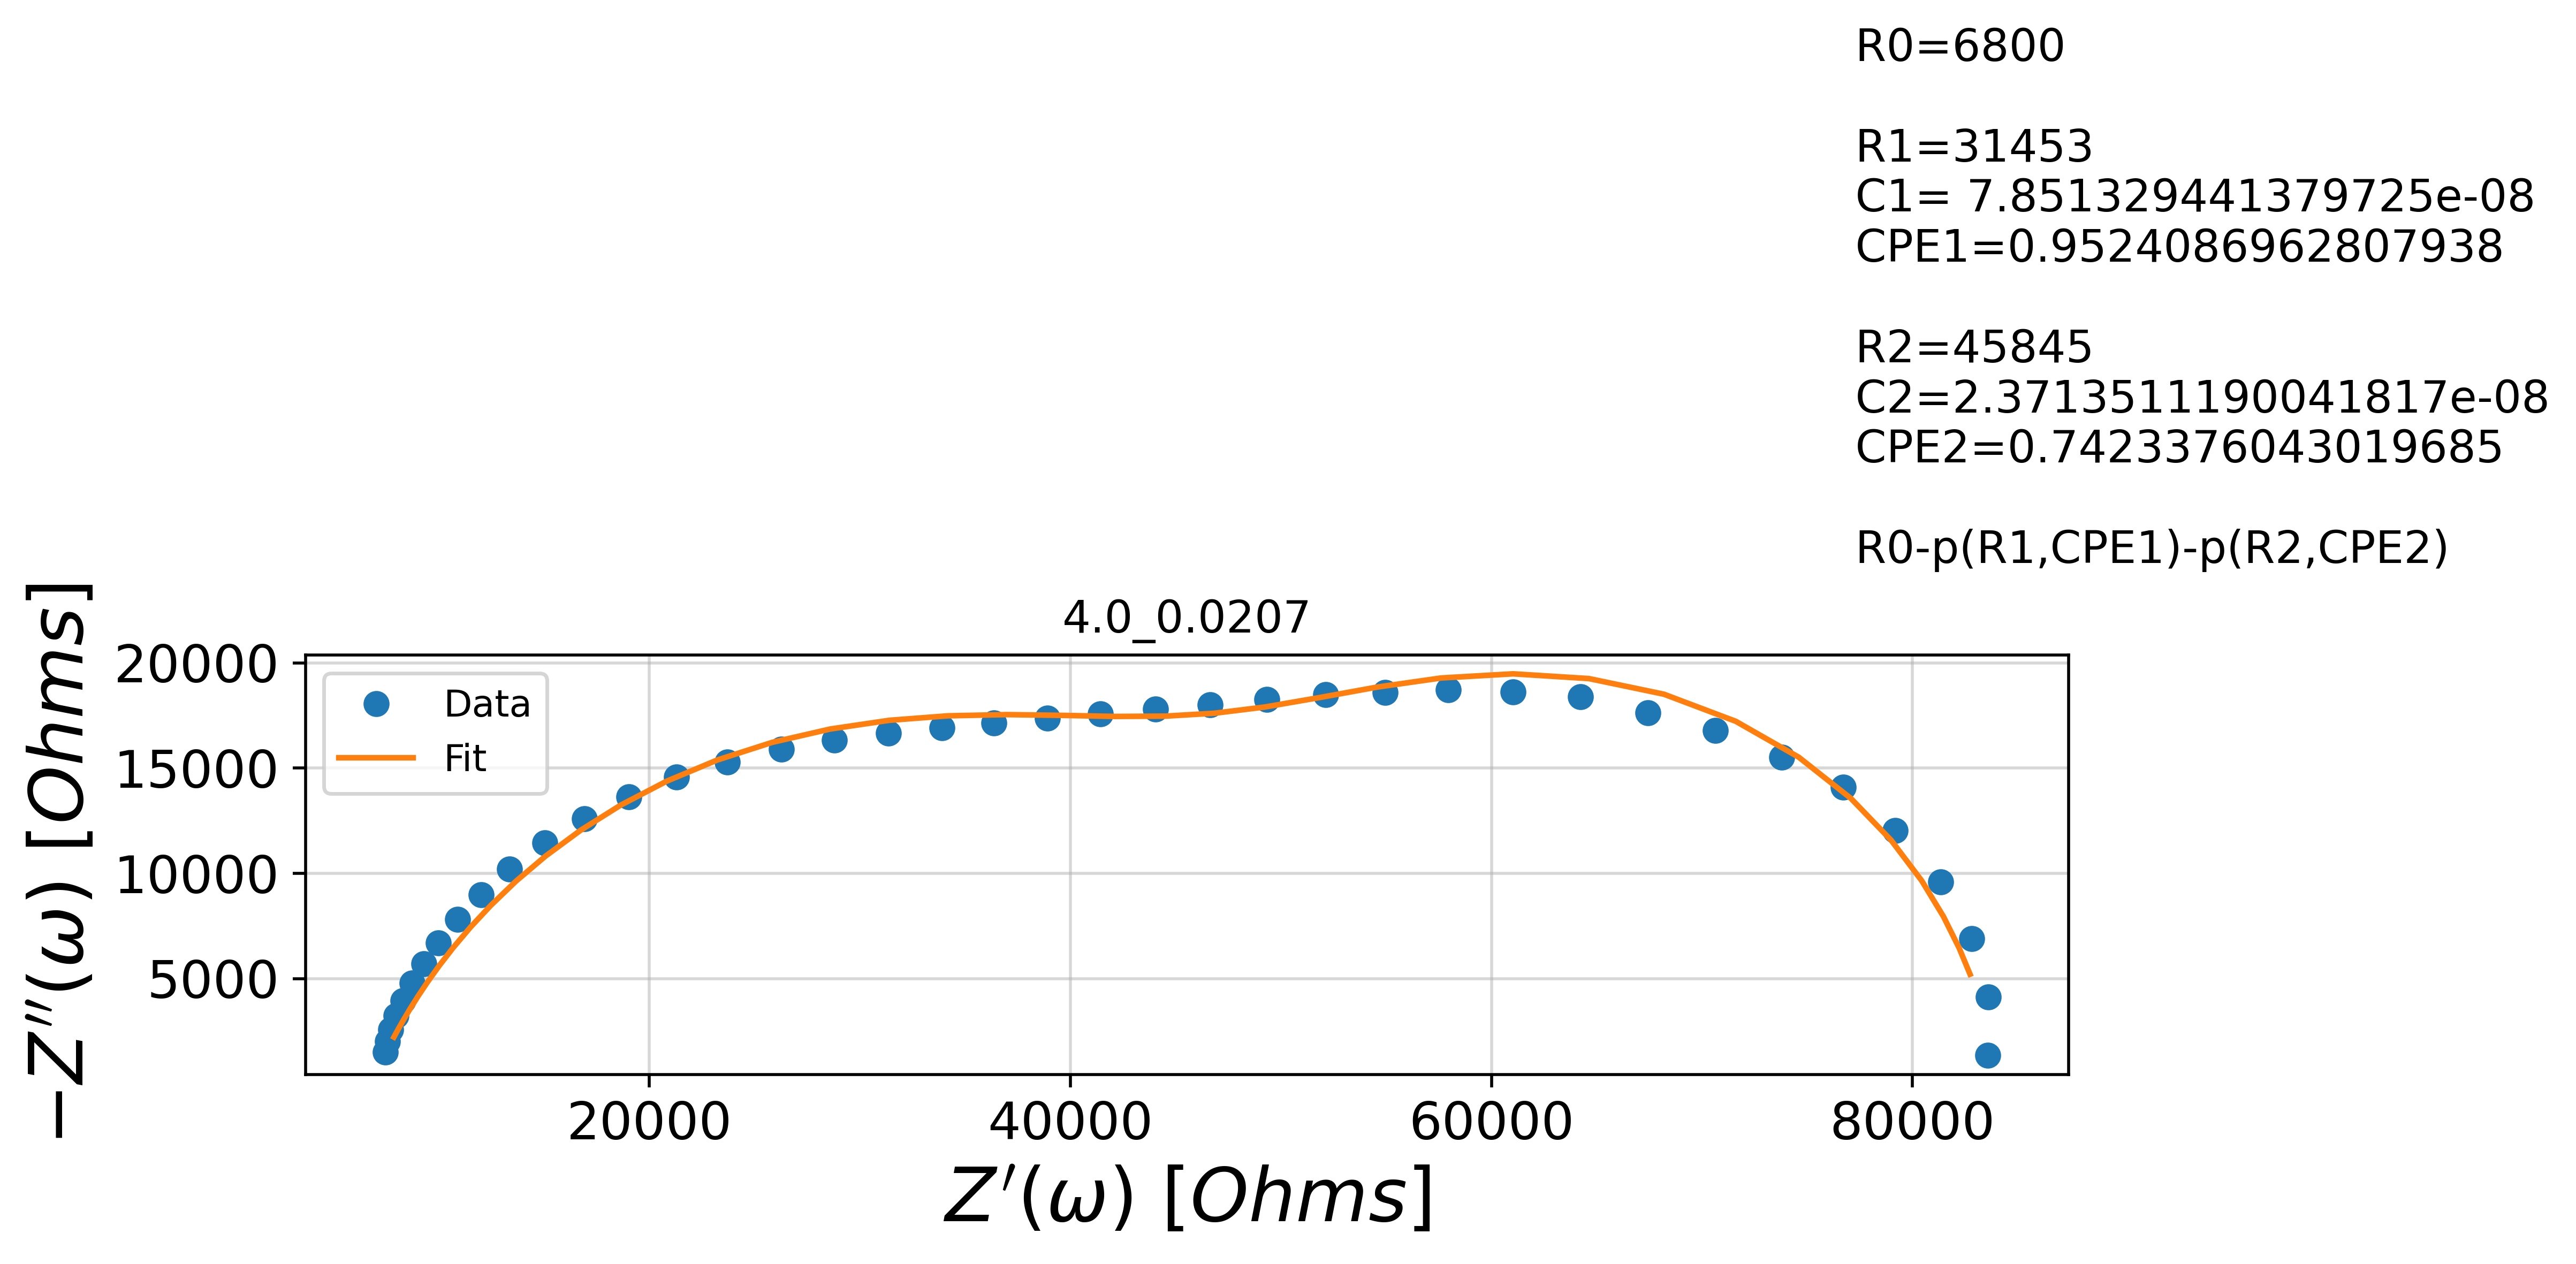 R0=6800
R1=31453
C1= 7.851329441379725e-08
CPE1=0.9524086962807938
R2=45845
C2=2.3713511190041817e-08
CPE2=0.7423376043019685
R0-p(R1,CPE1)-p(R2,CPE2)
4.0_0.0207
−Z′′(ω) [Ohms]
20000
15000
10000
5000
Data
Fit
20000 40000 60000 80000
Z′(ω) [Ohms]